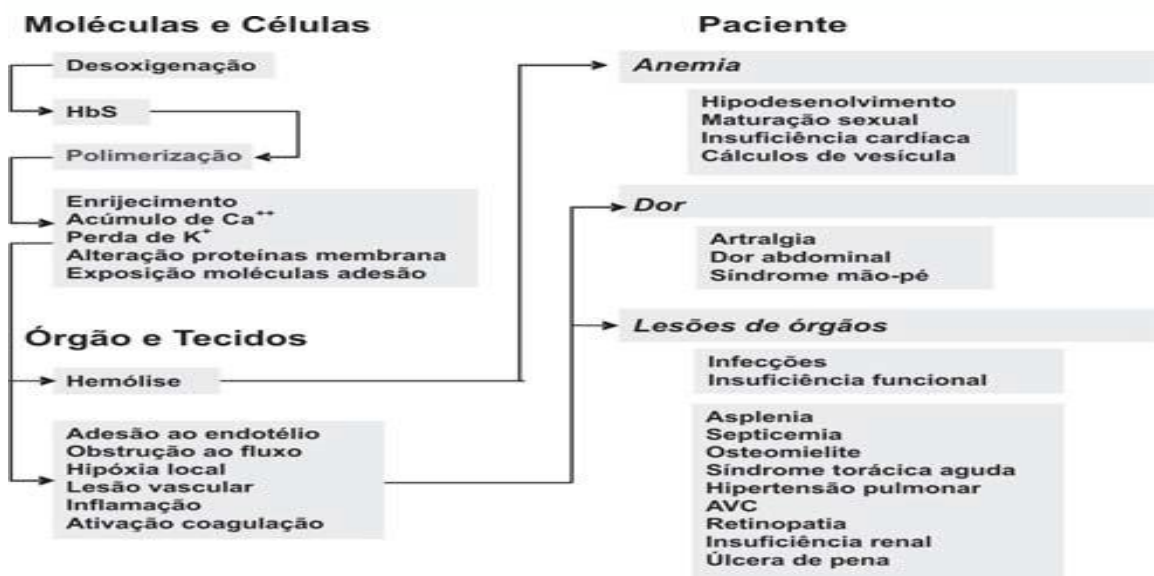 Moléculas e Células
Desoxigenação
HbS
Polimerização
Enrijecimento
Acúmulo de Ca⁺⁺
Perda de K⁺
Alteração proteínas membrana
Exposição moléculas adesão
Órgão e Tecidos
Hemólise
Adesão ao endotélio
Obstrução ao fluxo
Hipóxia local
Lesão vascular
Inflamação
Ativação coagulação
Paciente
Anemia
Hipodesenolvimento
Maturação sexual
Insuficiência cardíaca
Cálculos de vesícula
Dor
Artralgia
Dor abdominal
Síndrome mão-pé
Lesões de órgãos
Infecções
Insuficiência funcional
Asplenia
Septicemia
Osteomielite
Síndrome torácica aguda
Hipertensão pulmonar
AVC
Retinopatia
Insuficiência renal
Úlcera de pena